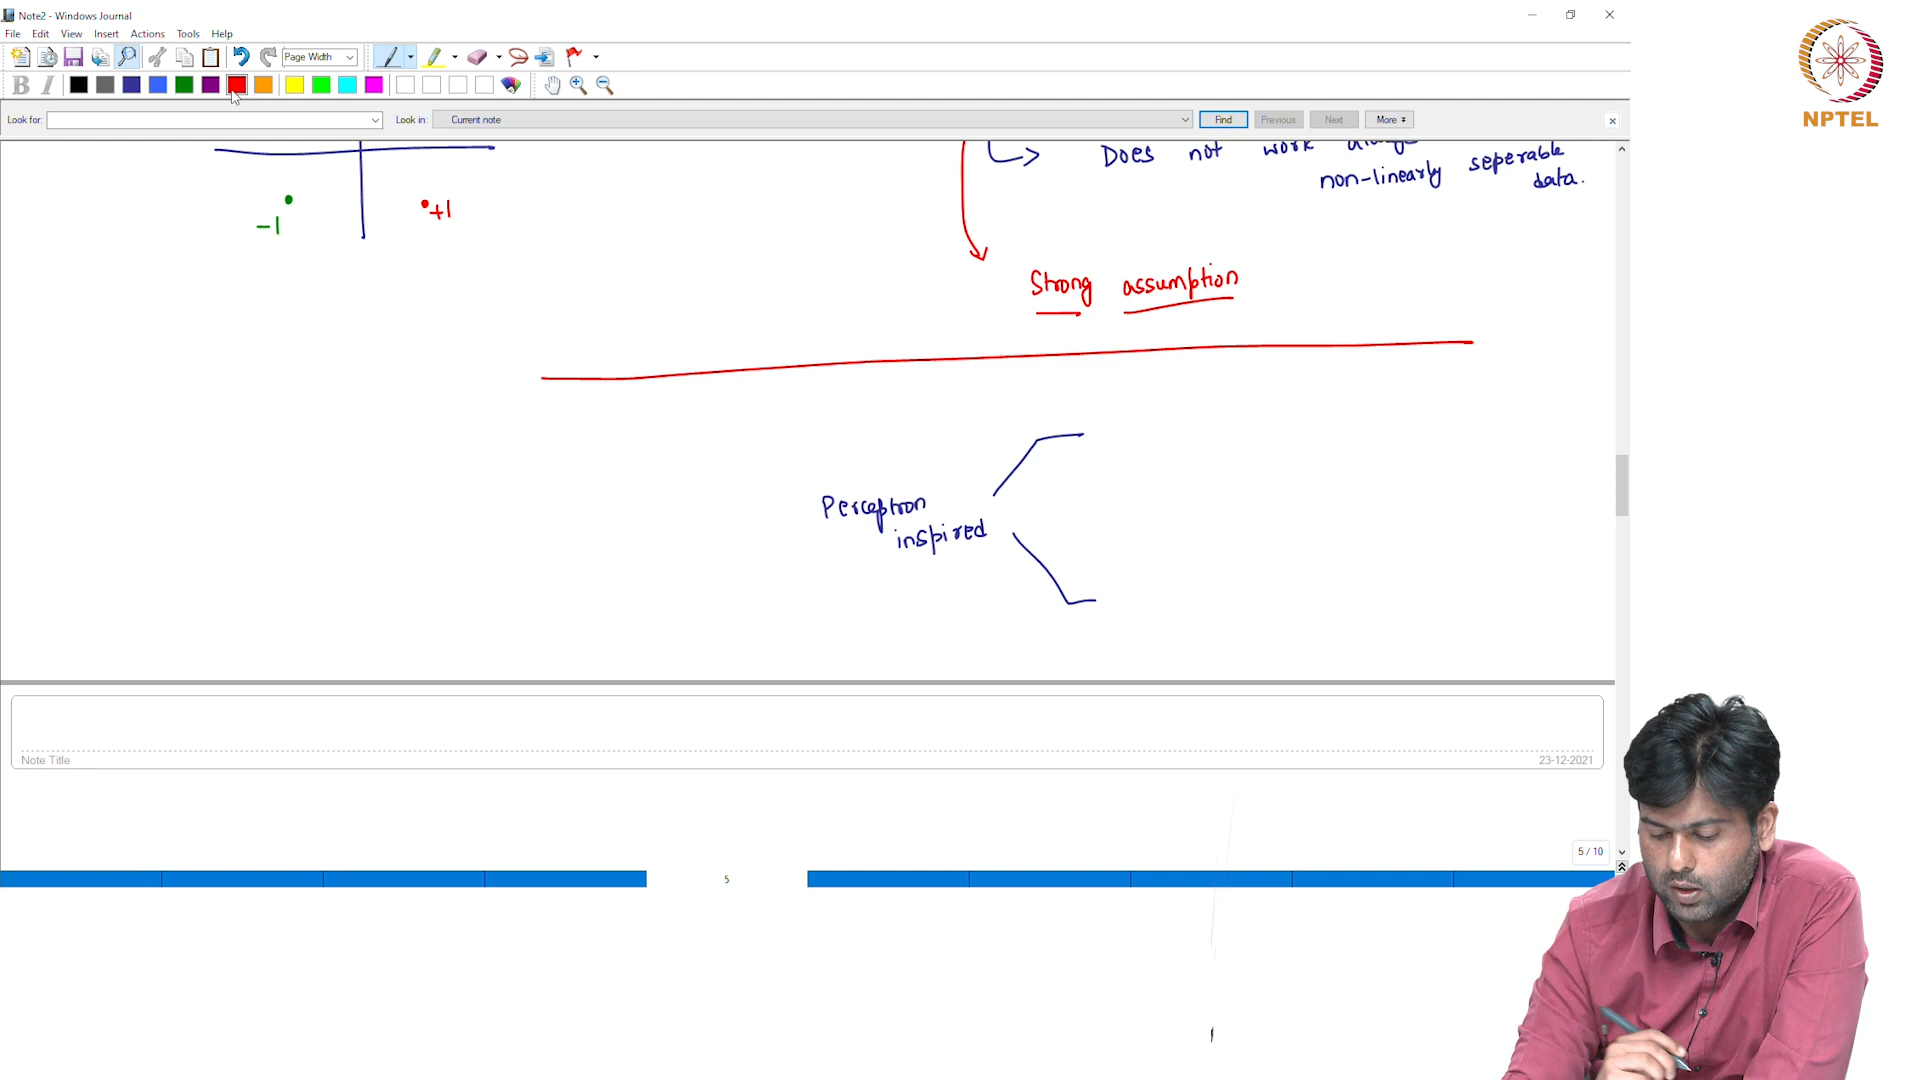 Note2 - Windows Journal
File Edit View Insert Actions Tools Help
Page Width
B I
Look for: Look in: Current note Find Previous Next More
NPTEL
Does not work
non-linearly seperable
data.
-1
+1
Strong assumption
Perceptron
inspired
Note Title
23-12-2021
5 / 10
5